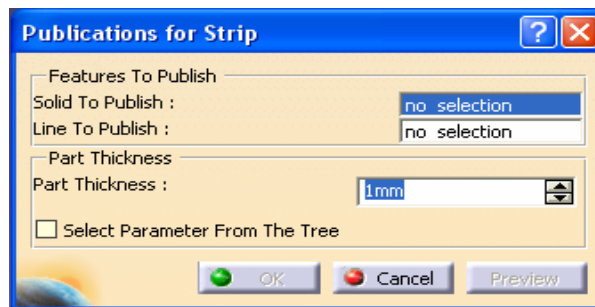 Publications for Strip
Features To Publish
Solid To Publish : no selection
Line To Publish : no selection
Part Thickness
Part Thickness : 1mm
Select Parameter From The Tree
OK Cancel Preview